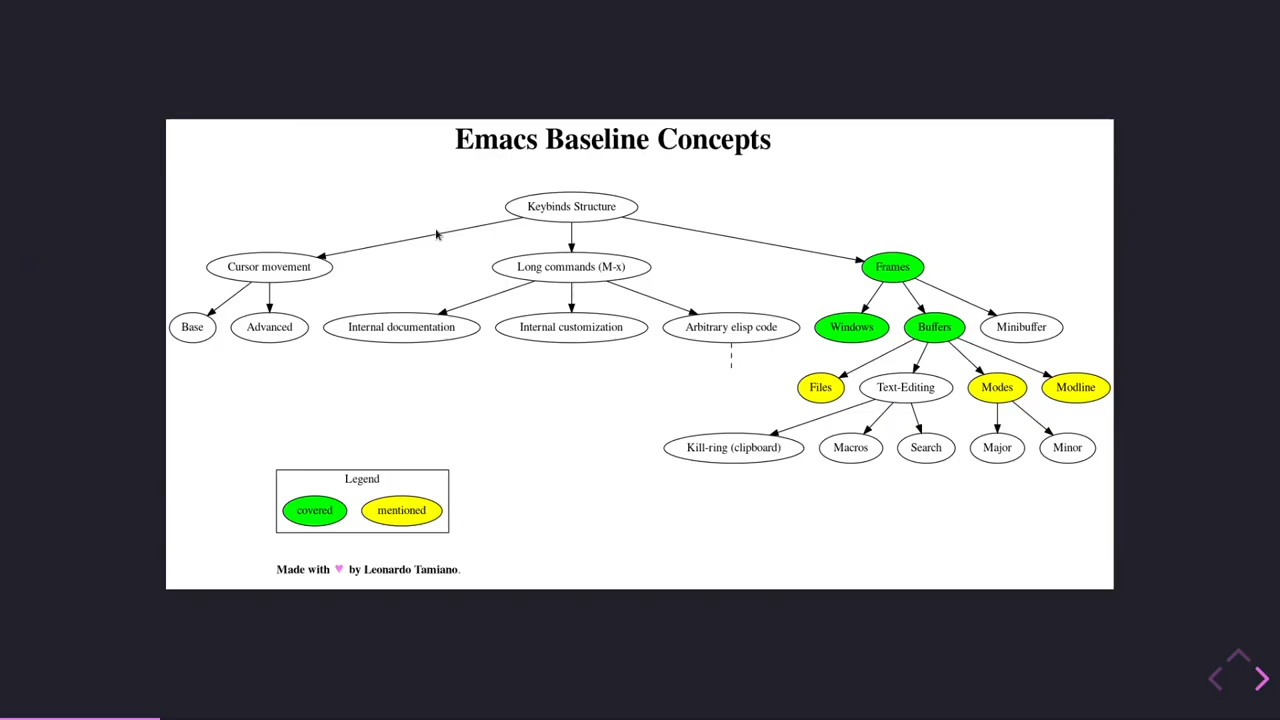 Emacs Baseline Concepts
Keybinds Structure
Cursor movement
Long commands (M-x)
Frames
Base
Advanced
Internal documentation
Internal customization
Arbitrary elisp code
Windows
Buffers
Minibuffer
Files
Text-Editing
Modes
Modline
Kill-ring (clipboard)
Macros
Search
Major
Minor
Legend
covered
mentioned
Made with ♥ by Leonardo Tamiano.